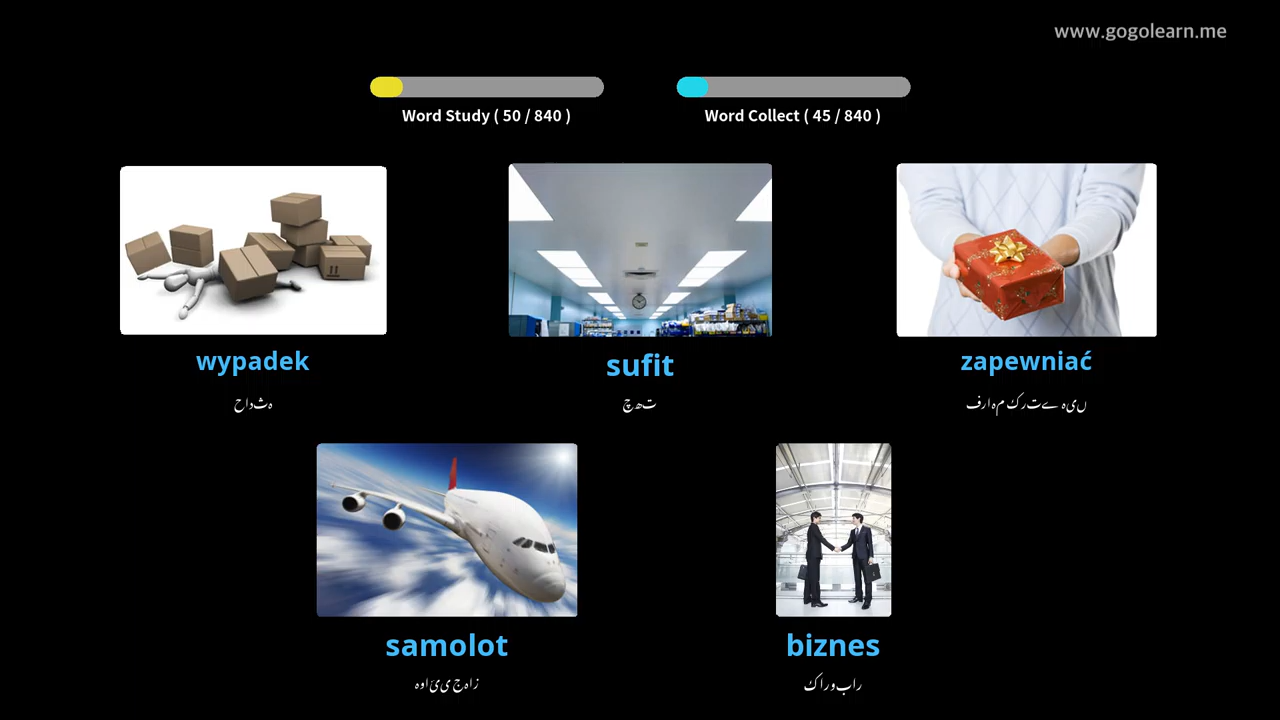 www.gogolearn.me
Word Study ( 50 / 840 )
Word Collect ( 45 / 840 )
wypadek
حادثہ
sufit
چھت
zapewniać
فراہم کرتے ہیں
samolot
ہوائی جہاز
biznes
کاروبار